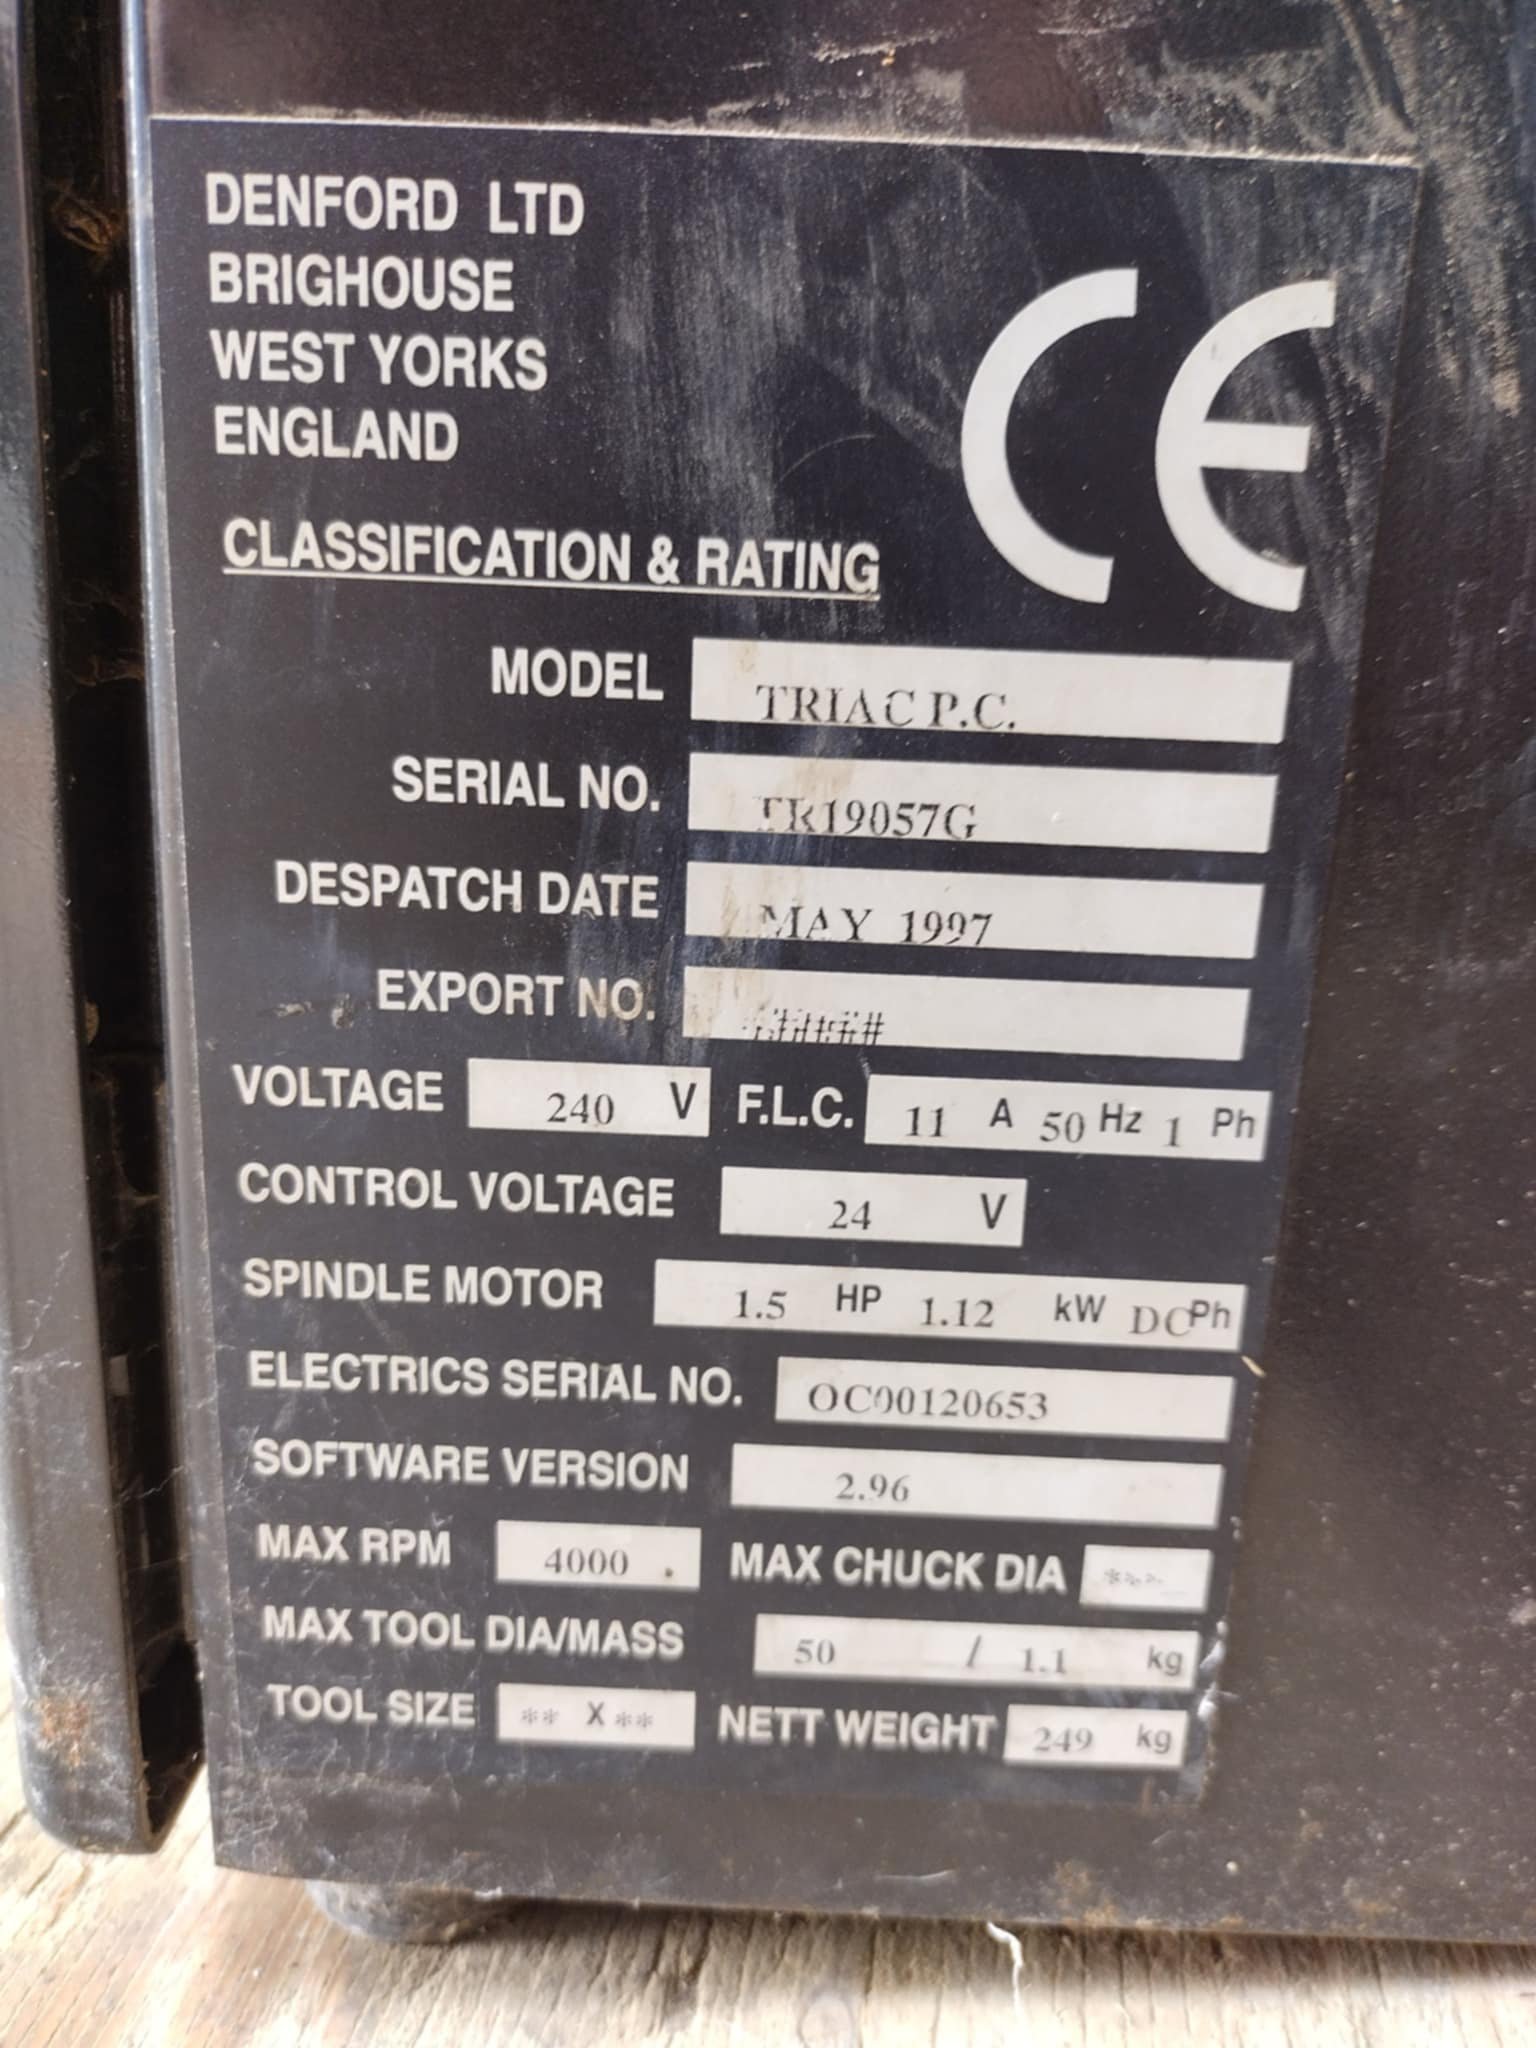 DENFORD LTD
BRIGHOUSE
WEST YORKS
ENGLAND
CE
CLASSIFICATION & RATING
MODEL TRIAC P.C.
SERIAL NO. TR19057G
DESPATCH DATE MAY 1997
EXPORT NO.
VOLTAGE 240 V F.L.C. 11 A 50 Hz 1 Ph
CONTROL VOLTAGE 24 V
SPINDLE MOTOR 1.5 HP 1.12 kW DC Ph
ELECTRICS SERIAL NO. OC00120653
SOFTWARE VERSION 2.96
MAX RPM 4000 MAX CHUCK DIA ***
MAX TOOL DIA/MASS 50 / 1.1 kg
TOOL SIZE ** X ** NETT WEIGHT 249 kg